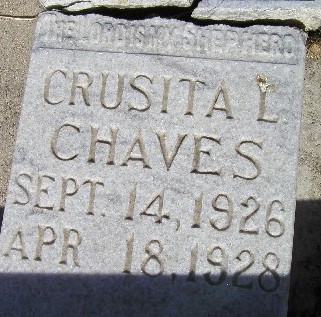 THE LORD IS MY SHEPHERD
CRUSITA L
CHAVES
SEPT. 14, 1926
APR 18, 1928